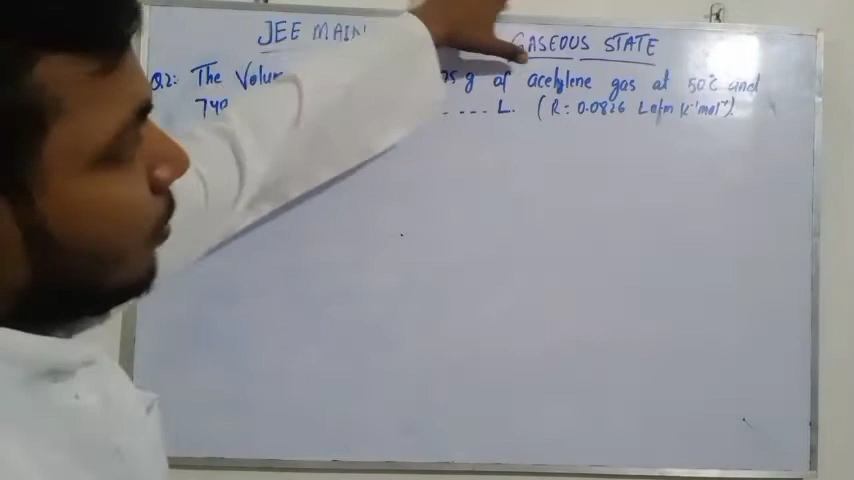 JEE MAIN GASEOUS STATE
Q2: The Volum g of acetylene gas at 50°C and
740 .... L. (R: 0.0826 L atm K⁻¹mol⁻¹).